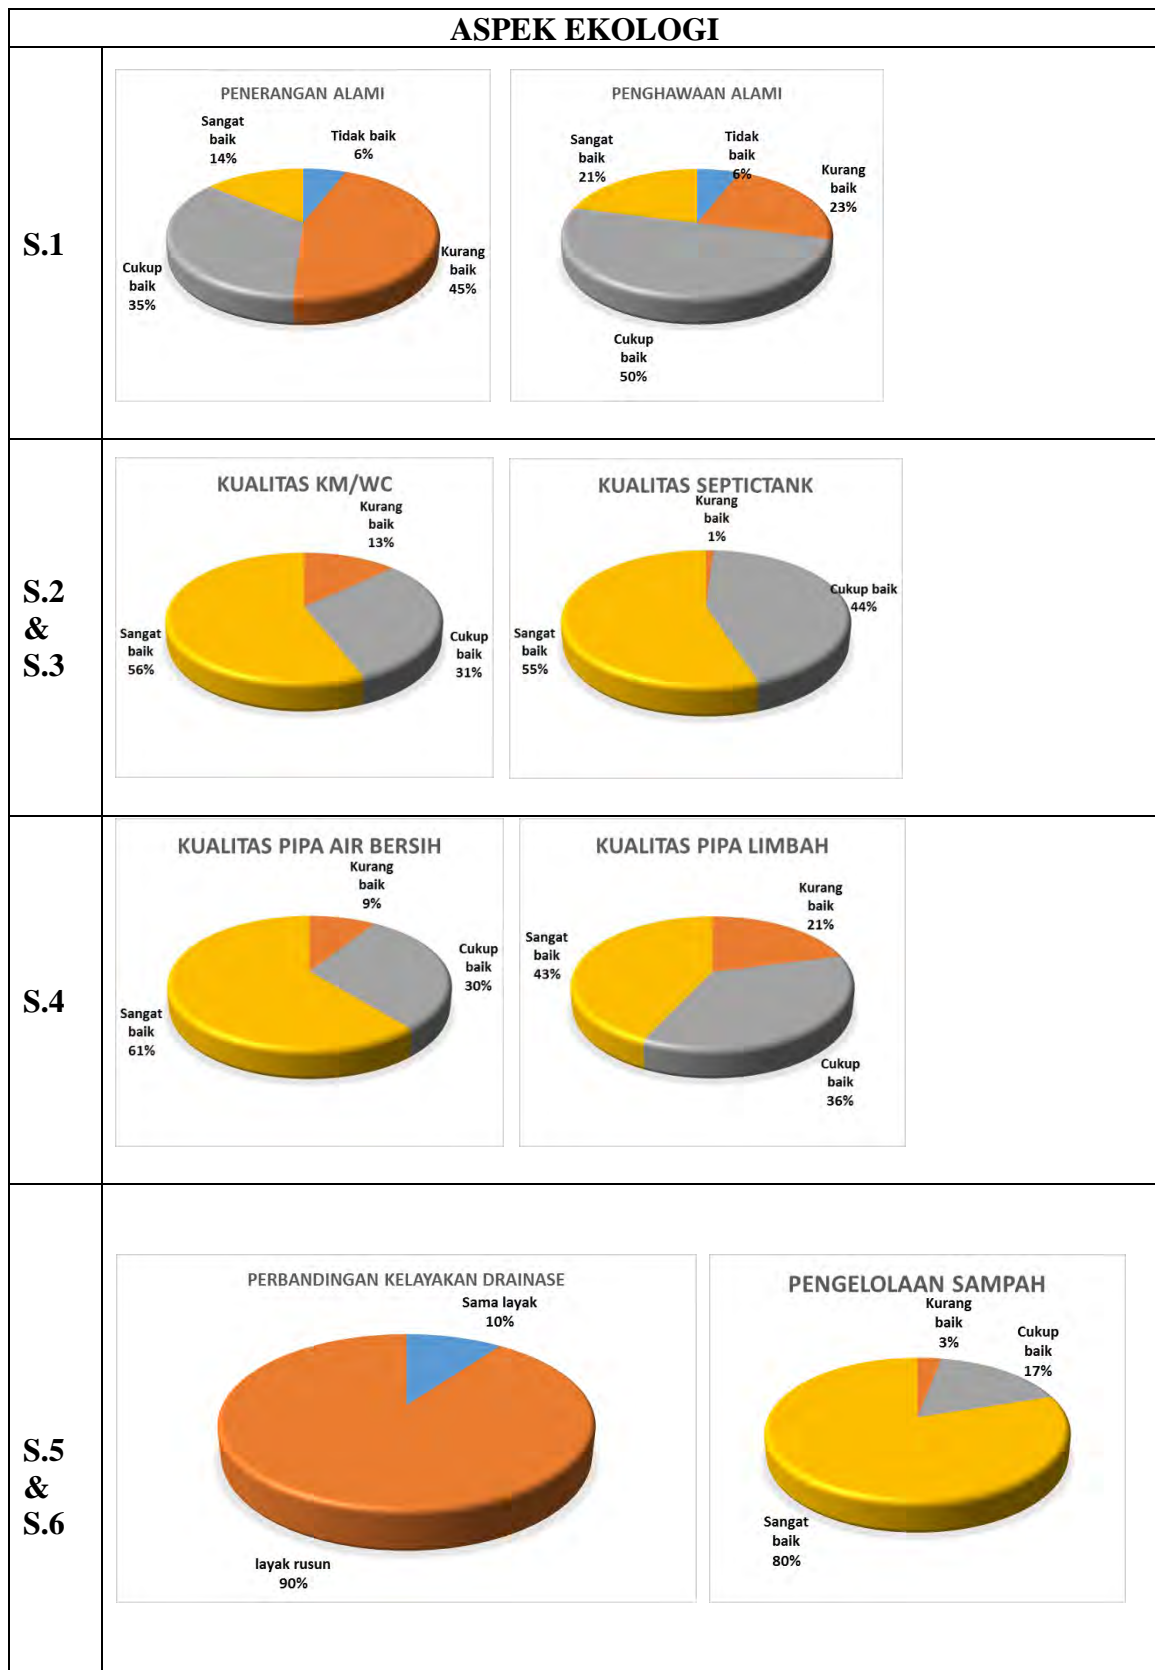 ASPEK EKOLOGI
S.1
PENERANGAN ALAMI
Sangat
baik
14%
Tidak baik
6%
Kurang
baik
45%
Cukup
baik
35%
PENGHAWAAN ALAMI
Sangat
baik
21%
Tidak
baik
6%
Kurang
baik
23%
Cukup
baik
50%
S.2
&
S.3
KUALITAS KM/WC
Kurang
baik
13%
Sangat
baik
56%
Cukup
baik
31%
KUALITAS SEPTICTANK
Kurang
baik
1%
Cukup baik
44%
Sangat
baik
55%
S.4
KUALITAS PIPA AIR BERSIH
Kurang
baik
9%
Cukup
baik
30%
Sangat
baik
61%
KUALITAS PIPA LIMBAH
Kurang
baik
21%
Sangat
baik
43%
Cukup
baik
36%
S.5
&
S.6
PERBANDINGAN KELAYAKAN DRAINASE
Sama layak
10%
layak rusun
90%
PENGELOLAAN SAMPAH
Kurang
baik
3%
Cukup
baik
17%
Sangat
baik
80%